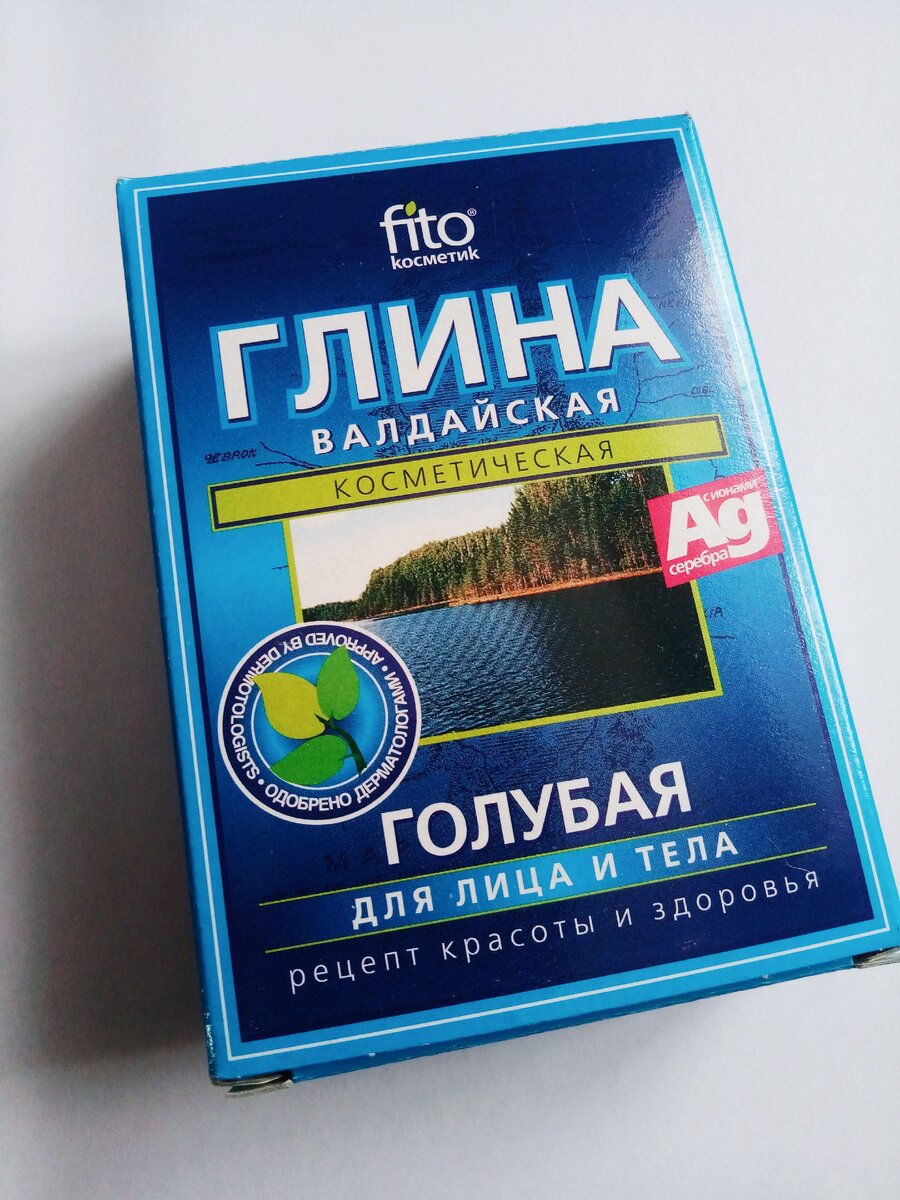 fito®
косметик
ГЛИНА
ВАЛДАЙСКАЯ
КОСМЕТИЧЕСКАЯ
с ионами
Ag
серебра
APPROVED BY DERMOTOLOGISTS • ОДОБРЕНО ДЕРМАТОЛОГАМИ •
ГОЛУБАЯ
ДЛЯ ЛИЦА И ТЕЛА
рецепт красоты и здоровья